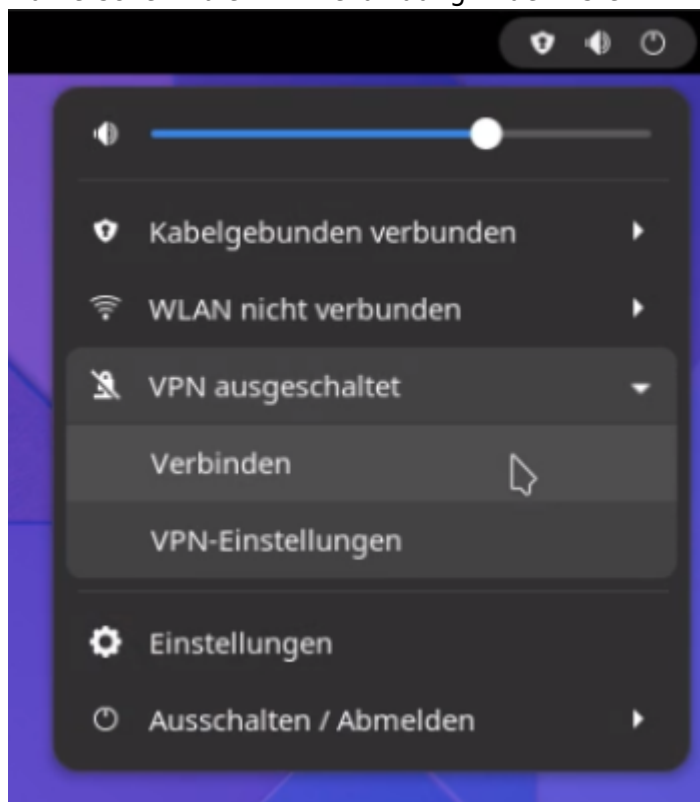 Kabelgebunden verbunden
WLAN nicht verbunden
VPN ausgeschaltet
Verbinden
VPN-Einstellungen
Einstellungen
Ausschalten / Abmelden